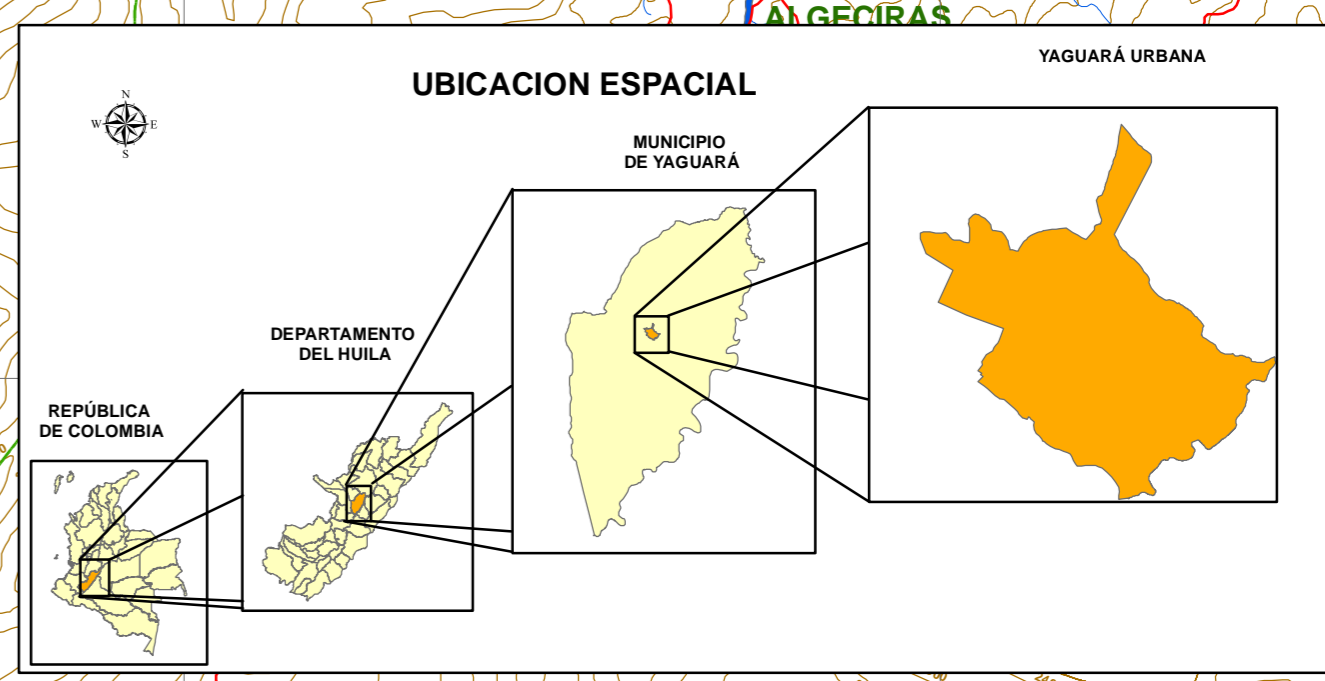 ALGECIRAS
YAGUARÁ URBANA
UBICACION ESPACIAL
N
W E
S
MUNICIPIO
DE YAGUARÁ
DEPARTAMENTO
DEL HUILA
REPÚBLICA
DE COLOMBIA